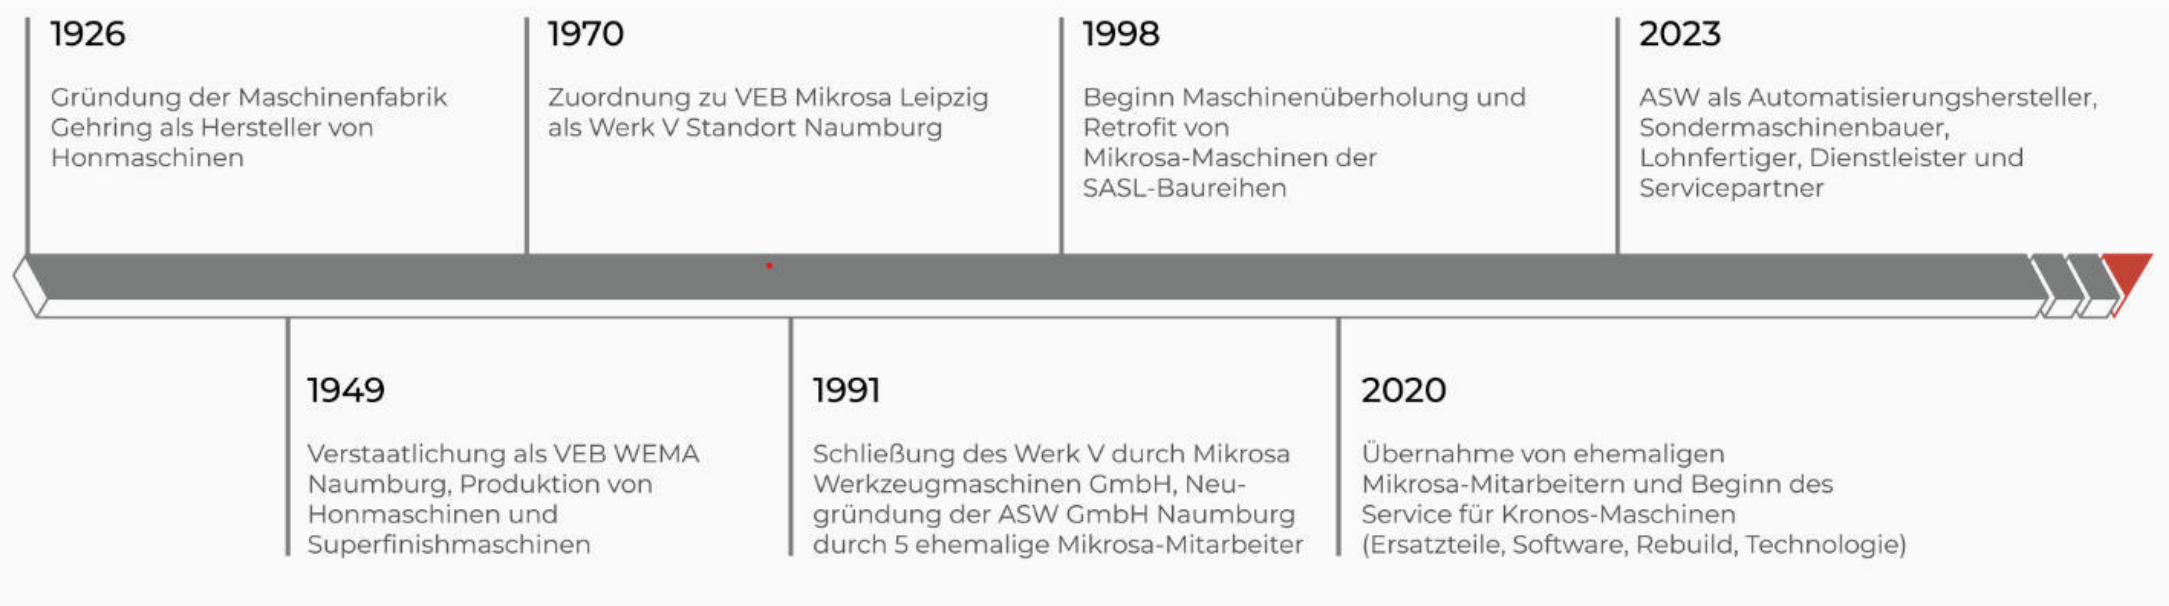 1926
Gründung der Maschinenfabrik
Gehring als Hersteller von
Honmaschinen
1970
Zuordnung zu VEB Mikrosa Leipzig
als Werk V Standort Naumburg
1998
Beginn Maschinenüberholung und
Retrofit von
Mikrosa-Maschinen der
SASL-Baureihen
2023
ASW als Automatisierungshersteller,
Sondermaschinenbauer,
Lohnfertiger, Dienstleister und
Servicepartner
1949
Verstaatlichung als VEB WEMA
Naumburg, Produktion von
Honmaschinen und
Superfinishmaschinen
1991
Schließung des Werk V durch Mikrosa
Werkzeugmaschinen GmbH, Neu-
gründung der ASW GmbH Naumburg
durch 5 ehemalige Mikrosa-Mitarbeiter
2020
Übernahme von ehemaligen
Mikrosa-Mitarbeitern und Beginn des
Service für Kronos-Maschinen
(Ersatzteile, Software, Rebuild, Technologie)